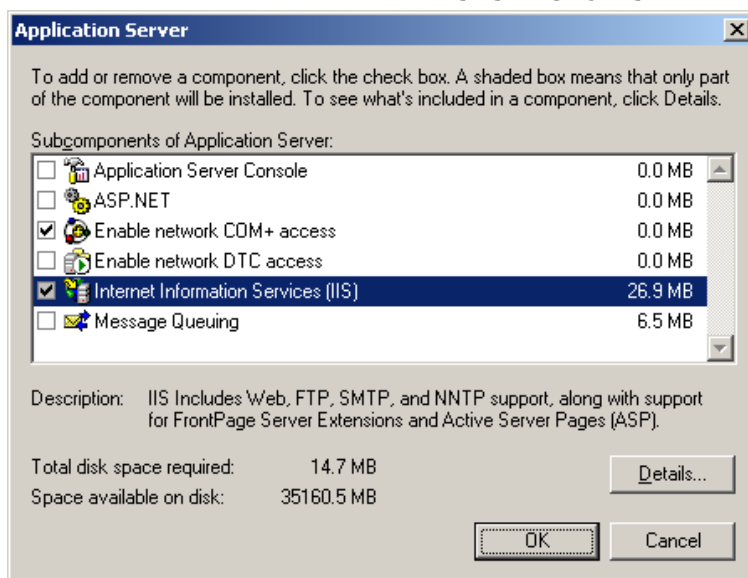 Application Server
To add or remove a component, click the check box. A shaded box means that only part
of the component will be installed. To see what's included in a component, click Details.
Subcomponents of Application Server:
Application Server Console 0.0 MB
ASP.NET 0.0 MB
Enable network COM+ access 0.0 MB
Enable network DTC access 0.0 MB
Internet Information Services (IIS) 26.9 MB
Message Queuing 6.5 MB
Description: IIS Includes Web, FTP, SMTP, and NNTP support, along with support
for FrontPage Server Extensions and Active Server Pages (ASP).
Total disk space required: 14.7 MB
Details...
Space available on disk: 35160.5 MB
OK Cancel